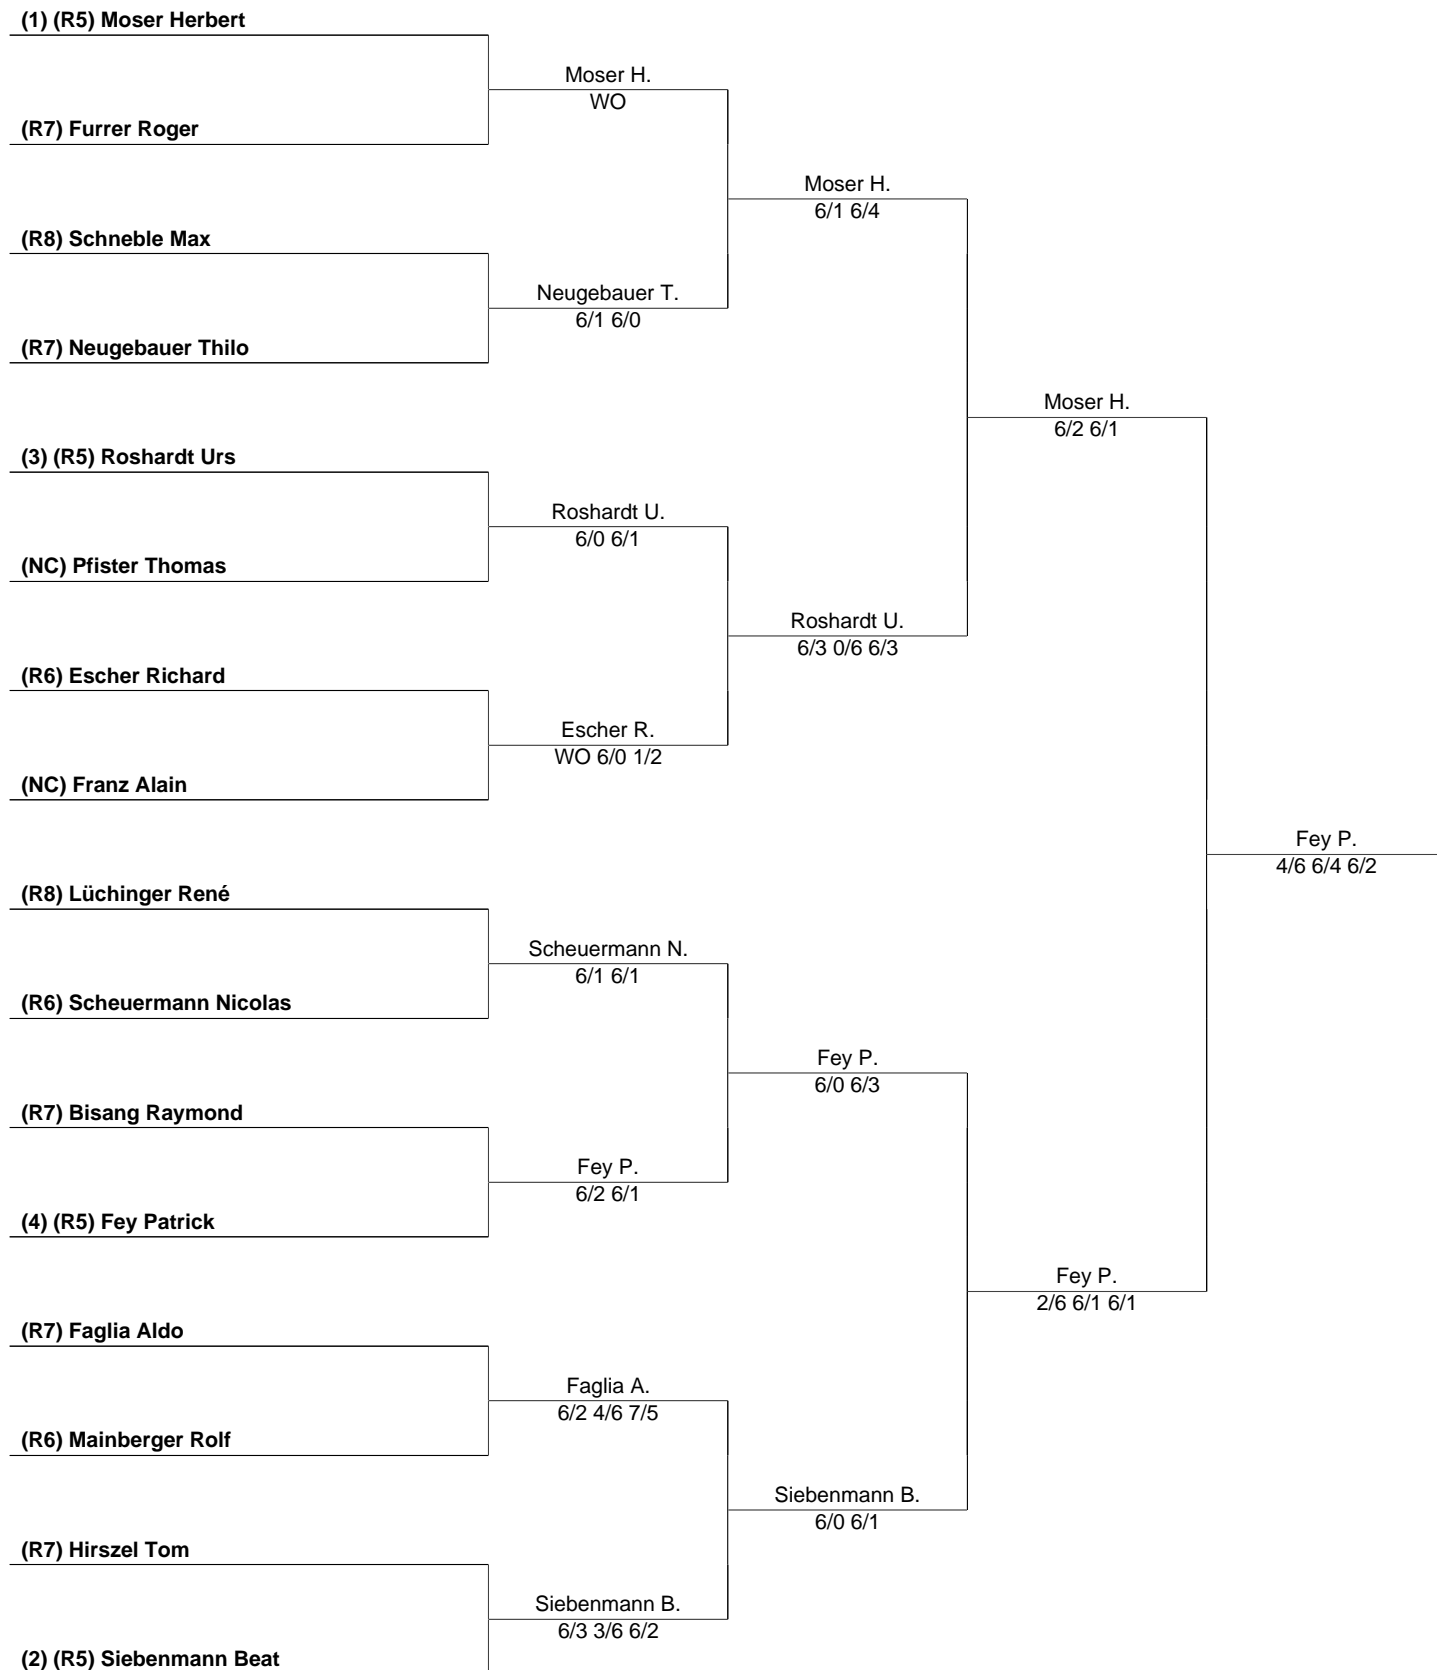 (1) (R5) Moser Herbert
Moser H.
WO
(R7) Furrer Roger
Moser H.
6/1 6/4
(R8) Schneble Max
Neugebauer T.
6/1 6/0
(R7) Neugebauer Thilo
Moser H.
6/2 6/1
(3) (R5) Roshardt Urs
Roshardt U.
6/0 6/1
(NC) Pfister Thomas
Roshardt U.
6/3 0/6 6/3
(R6) Escher Richard
Escher R.
WO 6/0 1/2
(NC) Franz Alain
Fey P.
4/6 6/4 6/2
(R8) Lüchinger René
Scheuermann N.
6/1 6/1
(R6) Scheuermann Nicolas
Fey P.
6/0 6/3
(R7) Bisang Raymond
Fey P.
6/2 6/1
(4) (R5) Fey Patrick
Fey P.
2/6 6/1 6/1
(R7) Faglia Aldo
Faglia A.
6/2 4/6 7/5
(R6) Mainberger Rolf
Siebenmann B.
6/0 6/1
(R7) Hirszel Tom
Siebenmann B.
6/3 3/6 6/2
(2) (R5) Siebenmann Beat